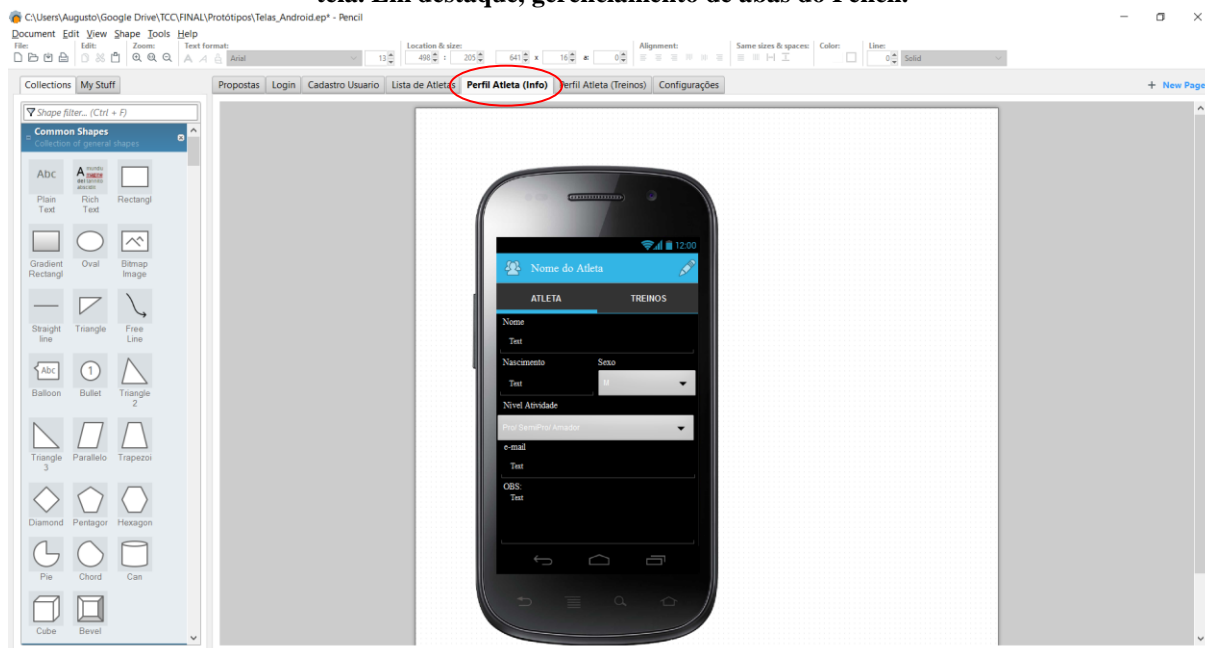 tela. Em destaque, gerenciamento de abas do Pencil.
C:\Users\Augusto\Google Drive\TCC\FINAL\Protótipos\Telas_Android.ep* - Pencil
Document Edit View Shape Tools Help
File: Edit: Zoom: Text format: Location & size: Alignment: Same sizes & spaces: Color: Line:
Arial 13 498 : 205 641 x 16 0 0 Solid
Collections My Stuff Propostas Login Cadastro Usuario Lista de Atletas Perfil Atleta (Info) Perfil Atleta (Treinos) Configurações + New Page
Shape filter... (Ctrl + F)
Common Shapes
Collection of general shapes
Abc
Plain Text
Rich Text
Rectangl
Gradient Rectangl
Oval
Bitmap Image
Straight line
Triangle
Free Line
Abc
1
Balloon
Bullet
Triangle 2
Triangle 3
Parallelo
Trapezoi
Diamond
Pentagor
Hexagon
Pie
Chord
Can
Cube
Bevel
12:00
Nome do Atleta
ATLETA TREINOS
Nome
Text
Nascimento Sexo
Text M
Nivel Atividade
Pro/ SemiPro/ Amador
e-mail
Text
OBS:
Text